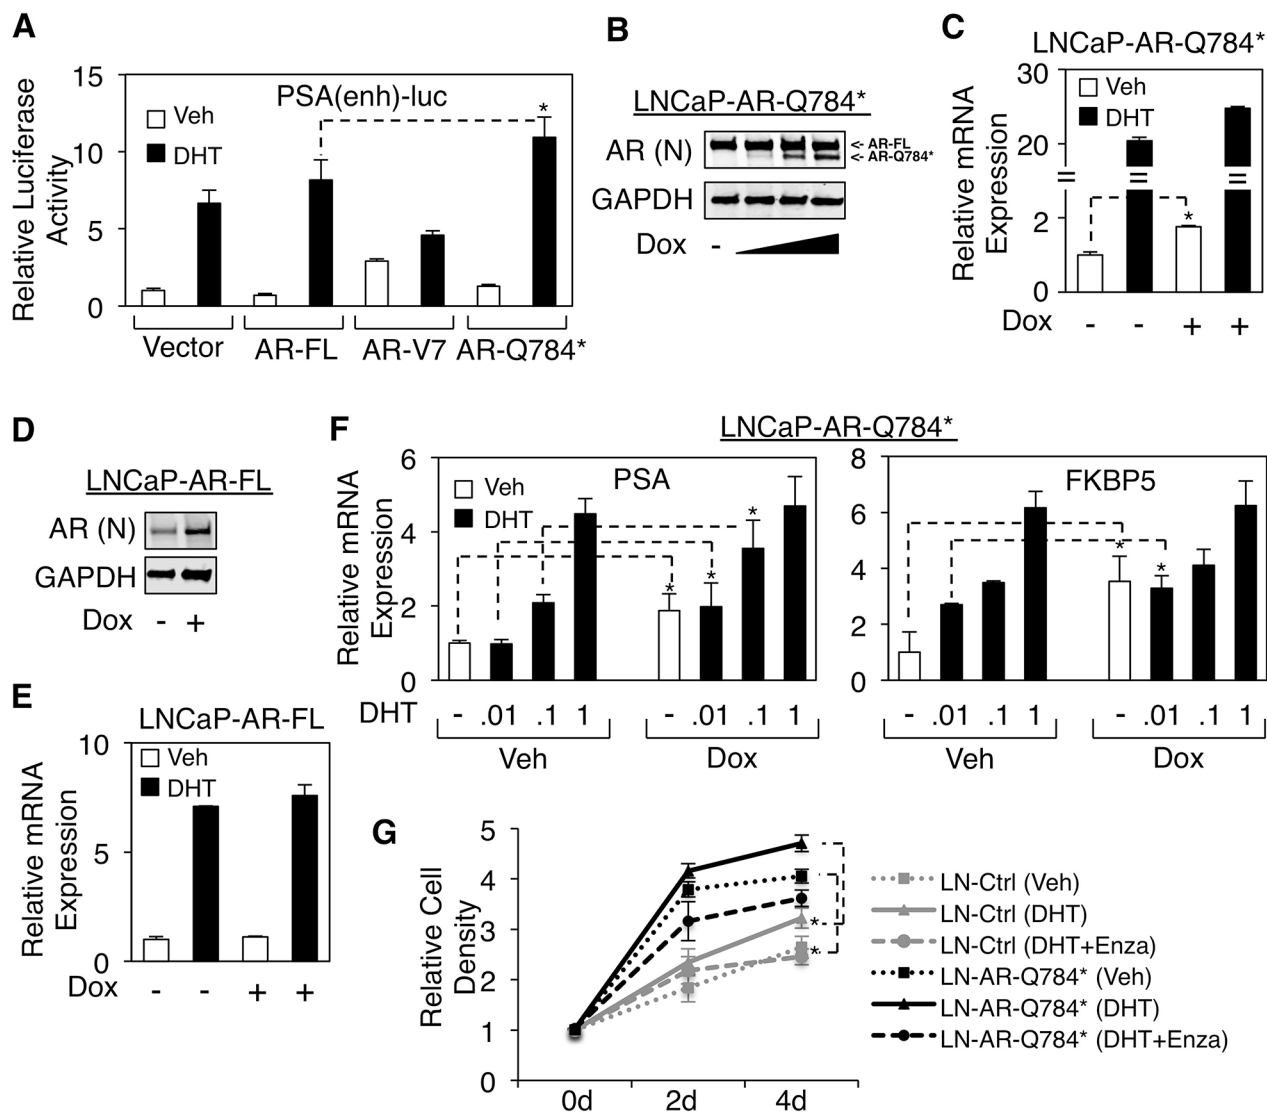 A
PSA(enh)-luc
Veh
DHT
*
Relative Luciferase
Activity
15
10
5
0
Vector AR-FL AR-V7 AR-Q784*
B
LNCaP-AR-Q784*
AR (N)
<- AR-FL
<- AR-Q784*
GAPDH
Dox -
C
LNCaP-AR-Q784*
Veh
DHT
Relative mRNA
Expression
30
20
2
0
*
Dox - - + +
D
LNCaP-AR-FL
AR (N)
GAPDH
Dox - +
E
LNCaP-AR-FL
Veh
DHT
Relative mRNA
Expression
10
5
0
Dox - - + +
F
LNCaP-AR-Q784*
PSA
Veh
DHT
Relative mRNA
Expression
6
4
2
0
* * *
DHT - .01 .1 1 - .01 .1 1
Veh Dox
FKBP5
8
6
4
2
0
* *
- .01 .1 1 - .01 .1 1
Veh Dox
G
Relative Cell
Density
5
4
3
2
1
0
0d 2d 4d
*
*
LN-Ctrl (Veh)
LN-Ctrl (DHT)
LN-Ctrl (DHT+Enza)
LN-AR-Q784* (Veh)
LN-AR-Q784* (DHT)
LN-AR-Q784* (DHT+Enza)